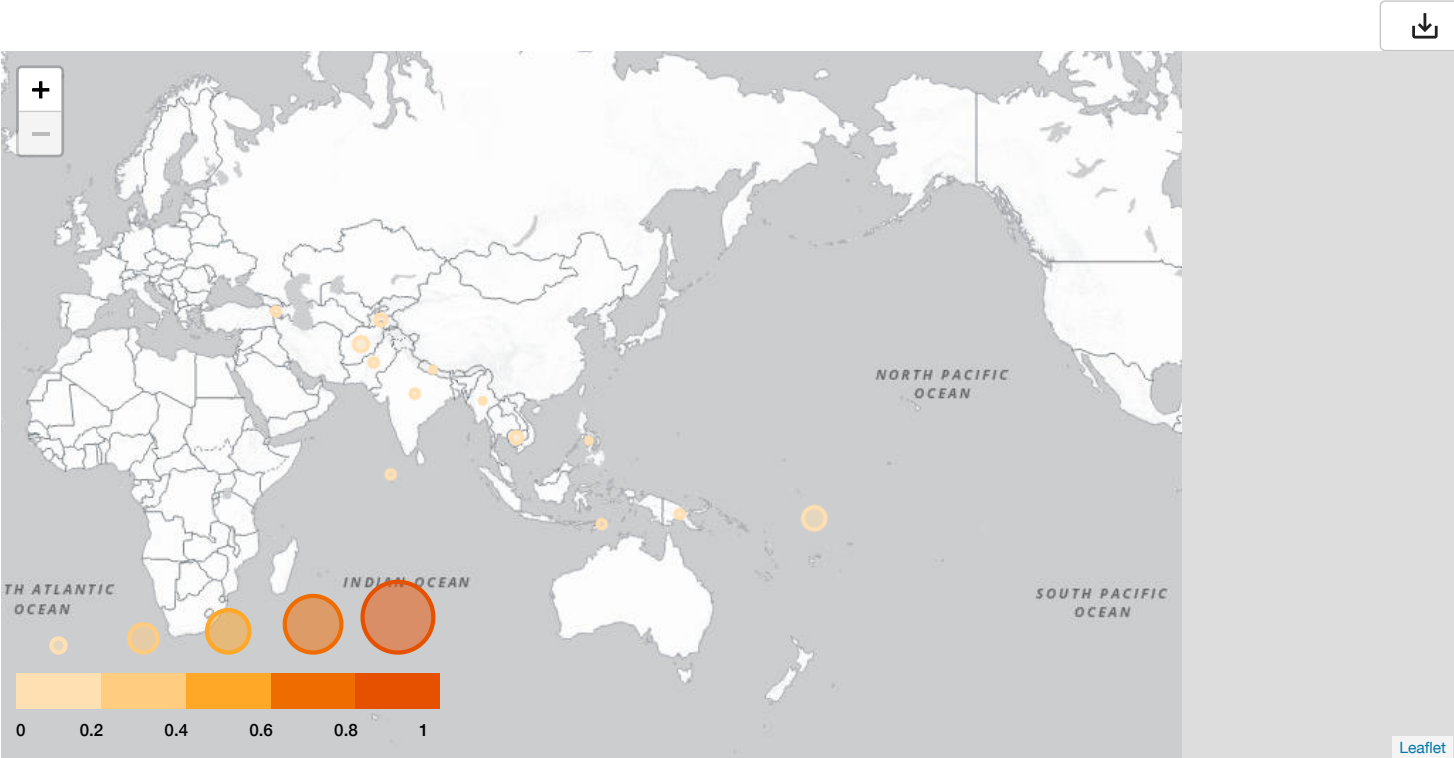 +
−
NORTH PACIFIC
OCEAN
INDIAN OCEAN
TH ATLANTIC
OCEAN
SOUTH PACIFIC
OCEAN
0 0.2 0.4 0.6 0.8 1
Leaflet